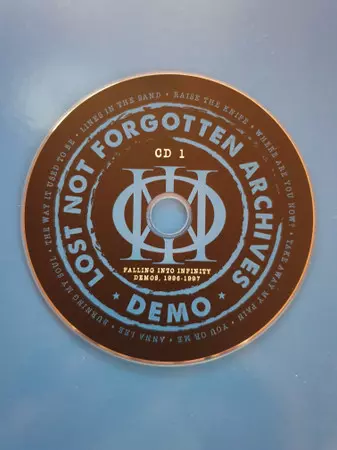 LOST NOT FORGOTTEN ARCHIVES
CD 1
FALLING INTO INFINITY
DEMOS, 1996-1997
• DEMO •
BURNING MY SOUL • THE WAY IT USED TO BE • LINES IN THE SAND • RAISE THE KNIFE • WHERE ARE YOU NOW? • TAKE AWAY MY PAIN • YOU OR ME • ANNA LEE •